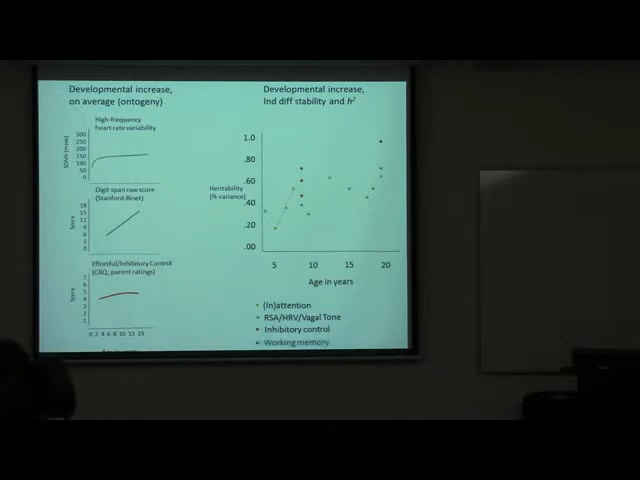 Developmental increase,
on average (ontogeny)
High-frequency
heart rate variability
SDNN (msec)
300
250
200
150
100
50
0
Digit span raw score
(Stanford-Binet)
Score
18
15
12
9
6
3
0
Effortful/Inhibitory Control
(CBQ, parent ratings)
Score
7
6
5
4
3
2
1
0 2 4 6 8 10 13 15
Developmental increase,
Ind diff stability and h²
Heritability
(% variance)
1.0
.80
.60
.40
.20
.00
5 10 15 20
Age in years
(In)attention
RSA/HRV/Vagal Tone
Inhibitory control
Working memory